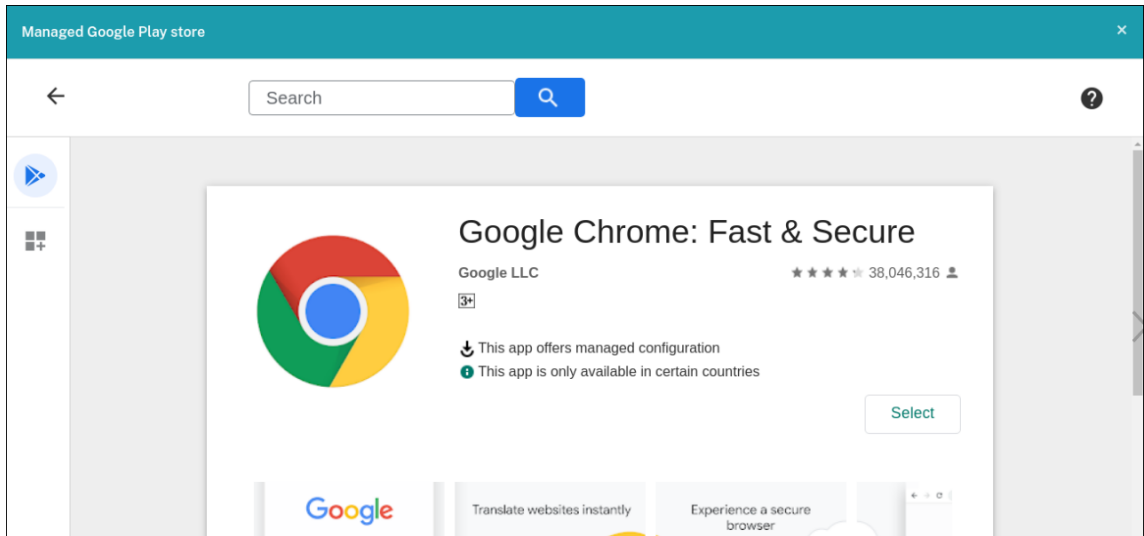 Managed Google Play store
Search
Google Chrome: Fast & Secure
Google LLC
38,046,316
3+
This app offers managed configuration
This app is only available in certain countries
Select
Google
Translate websites instantly
Experience a secure
browser